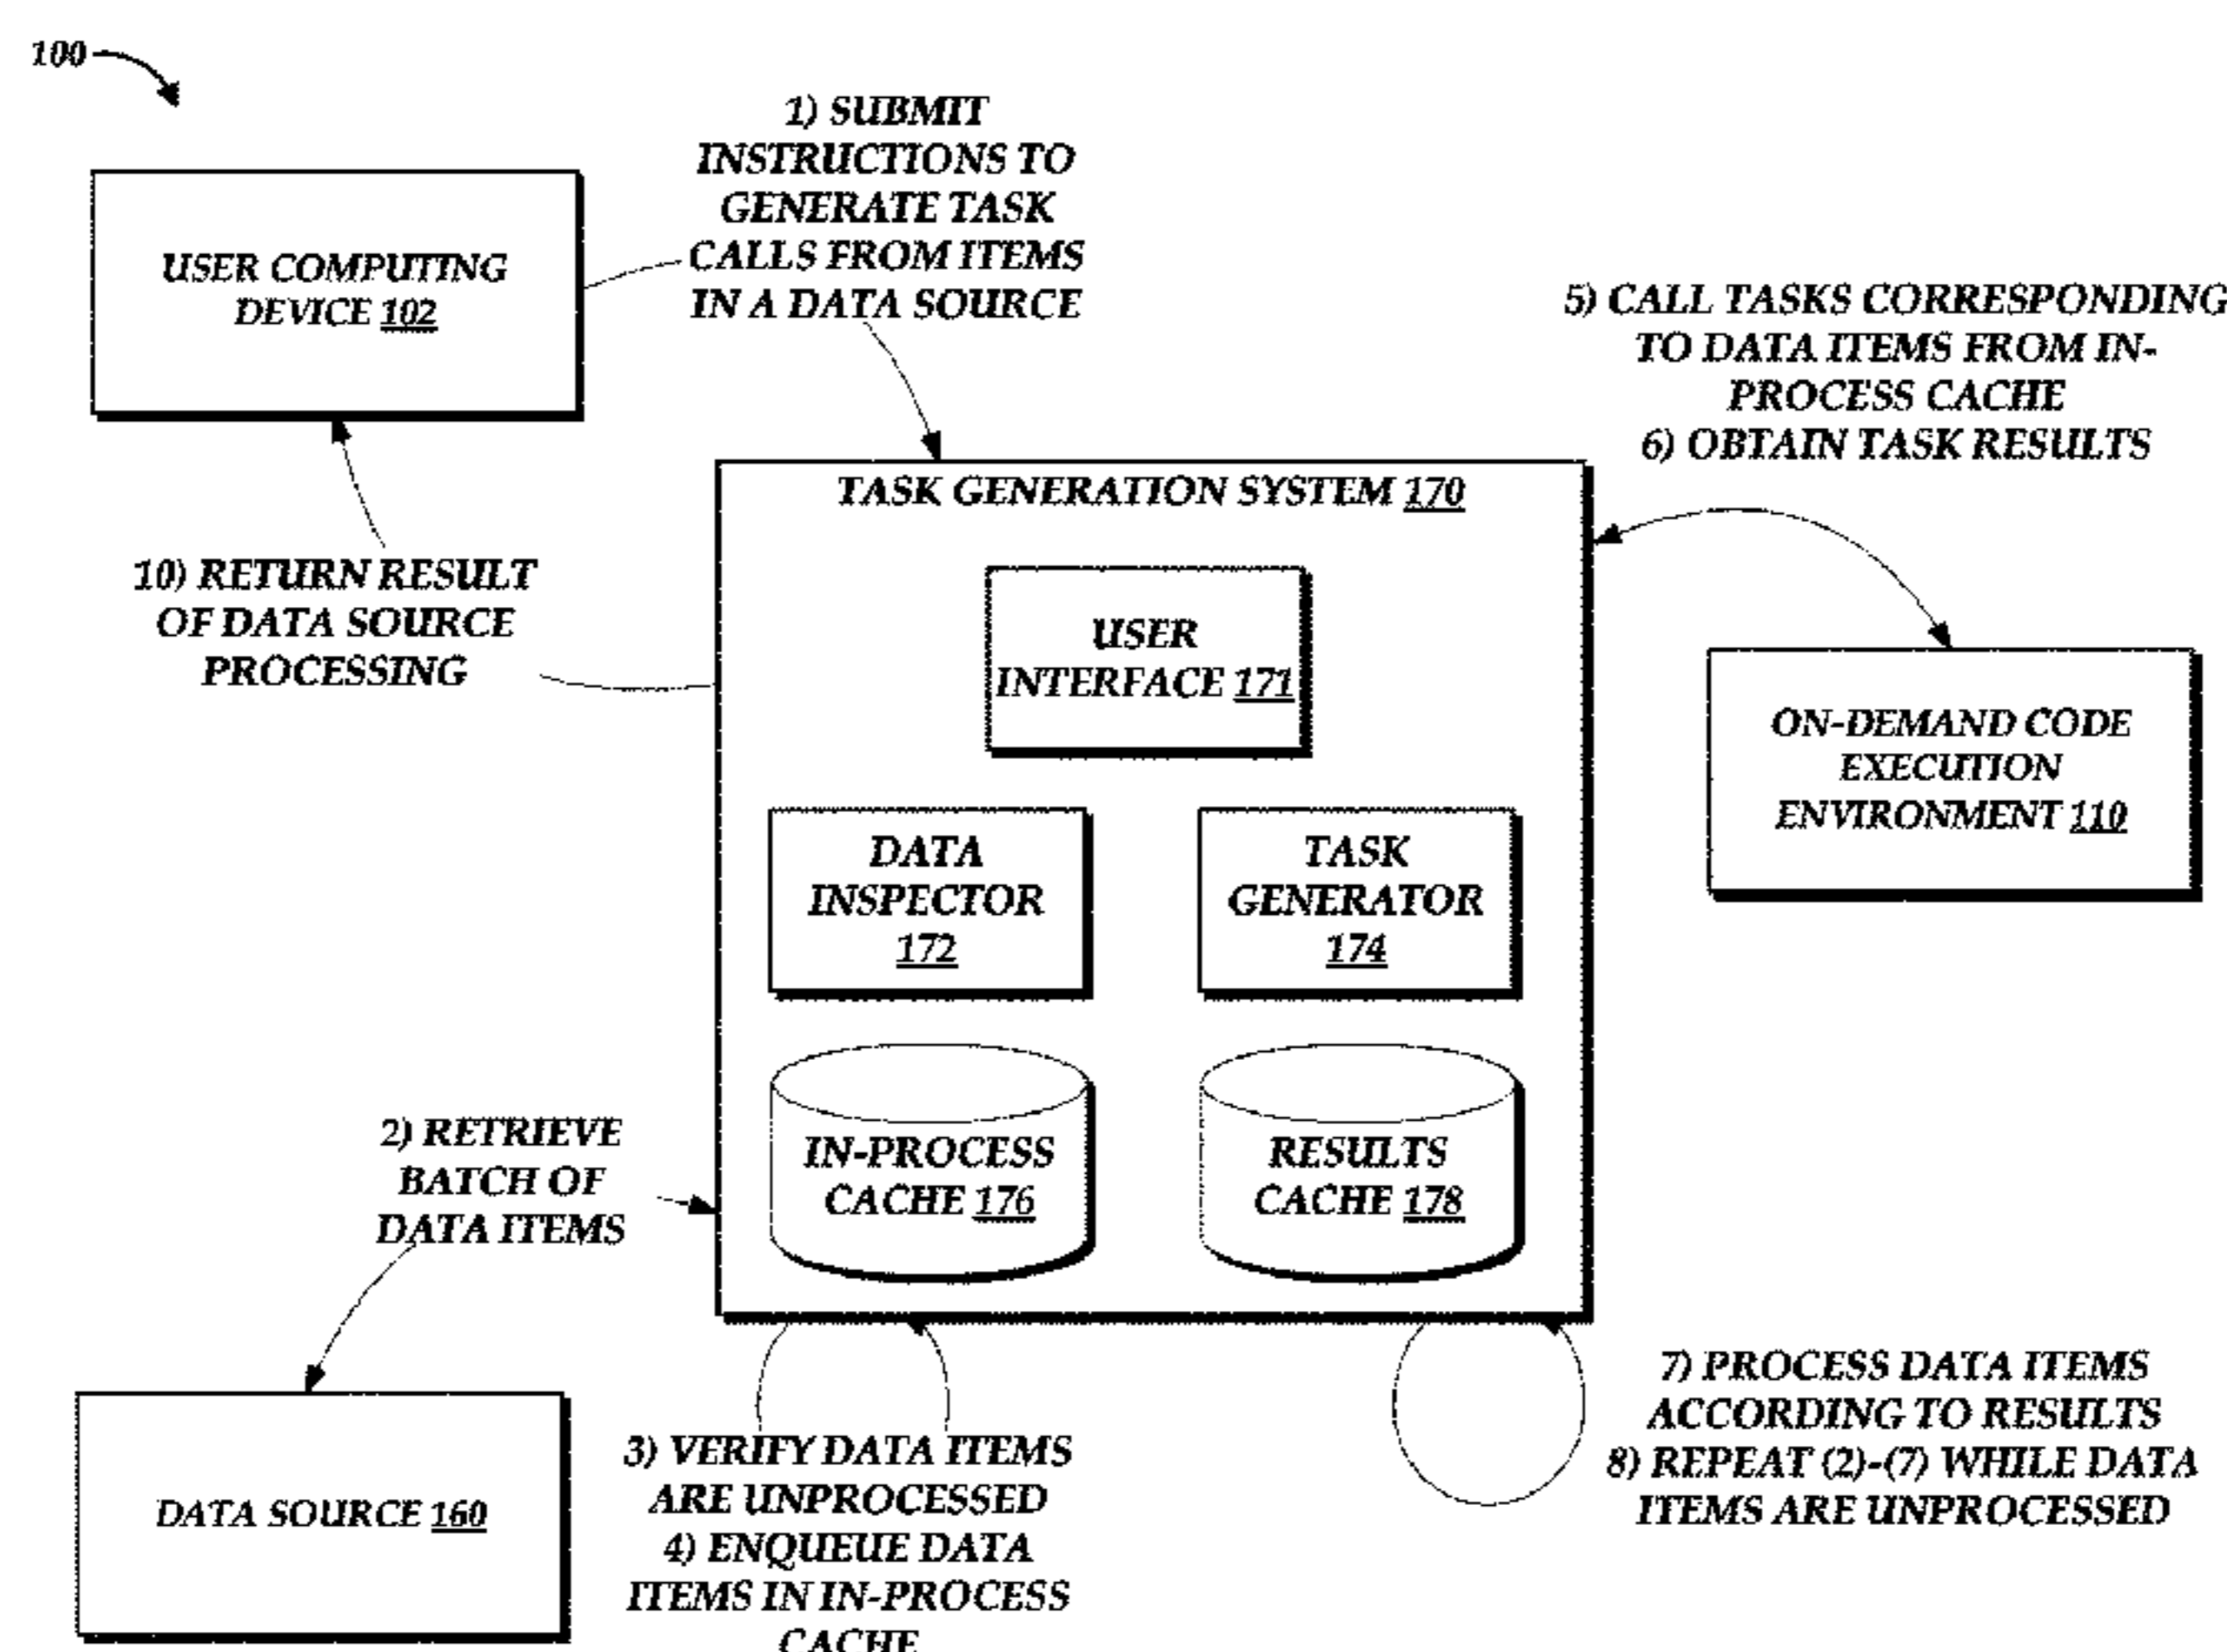 100
1) SUBMIT
INSTRUCTIONS TO
GENERATE TASK
CALLS FROM ITEMS
IN A DATA SOURCE
USER COMPUTING
DEVICE 102
5) CALL TASKS CORRESPONDING
TO DATA ITEMS FROM IN-
PROCESS CACHE
6) OBTAIN TASK RESULTS
TASK GENERATION SYSTEM 170
10) RETURN RESULT
OF DATA SOURCE
PROCESSING
USER
INTERFACE 171
ON-DEMAND CODE
EXECUTION
ENVIRONMENT 110
DATA
INSPECTOR
172
TASK
GENERATOR
174
2) RETRIEVE
BATCH OF
DATA ITEMS
IN-PROCESS
CACHE 176
RESULTS
CACHE 178
DATA SOURCE 160
3) VERIFY DATA ITEMS
ARE UNPROCESSED
4) ENQUEUE DATA
ITEMS IN IN-PROCESS
CACHE
7) PROCESS DATA ITEMS
ACCORDING TO RESULTS
8) REPEAT (2)-(7) WHILE DATA
ITEMS ARE UNPROCESSED